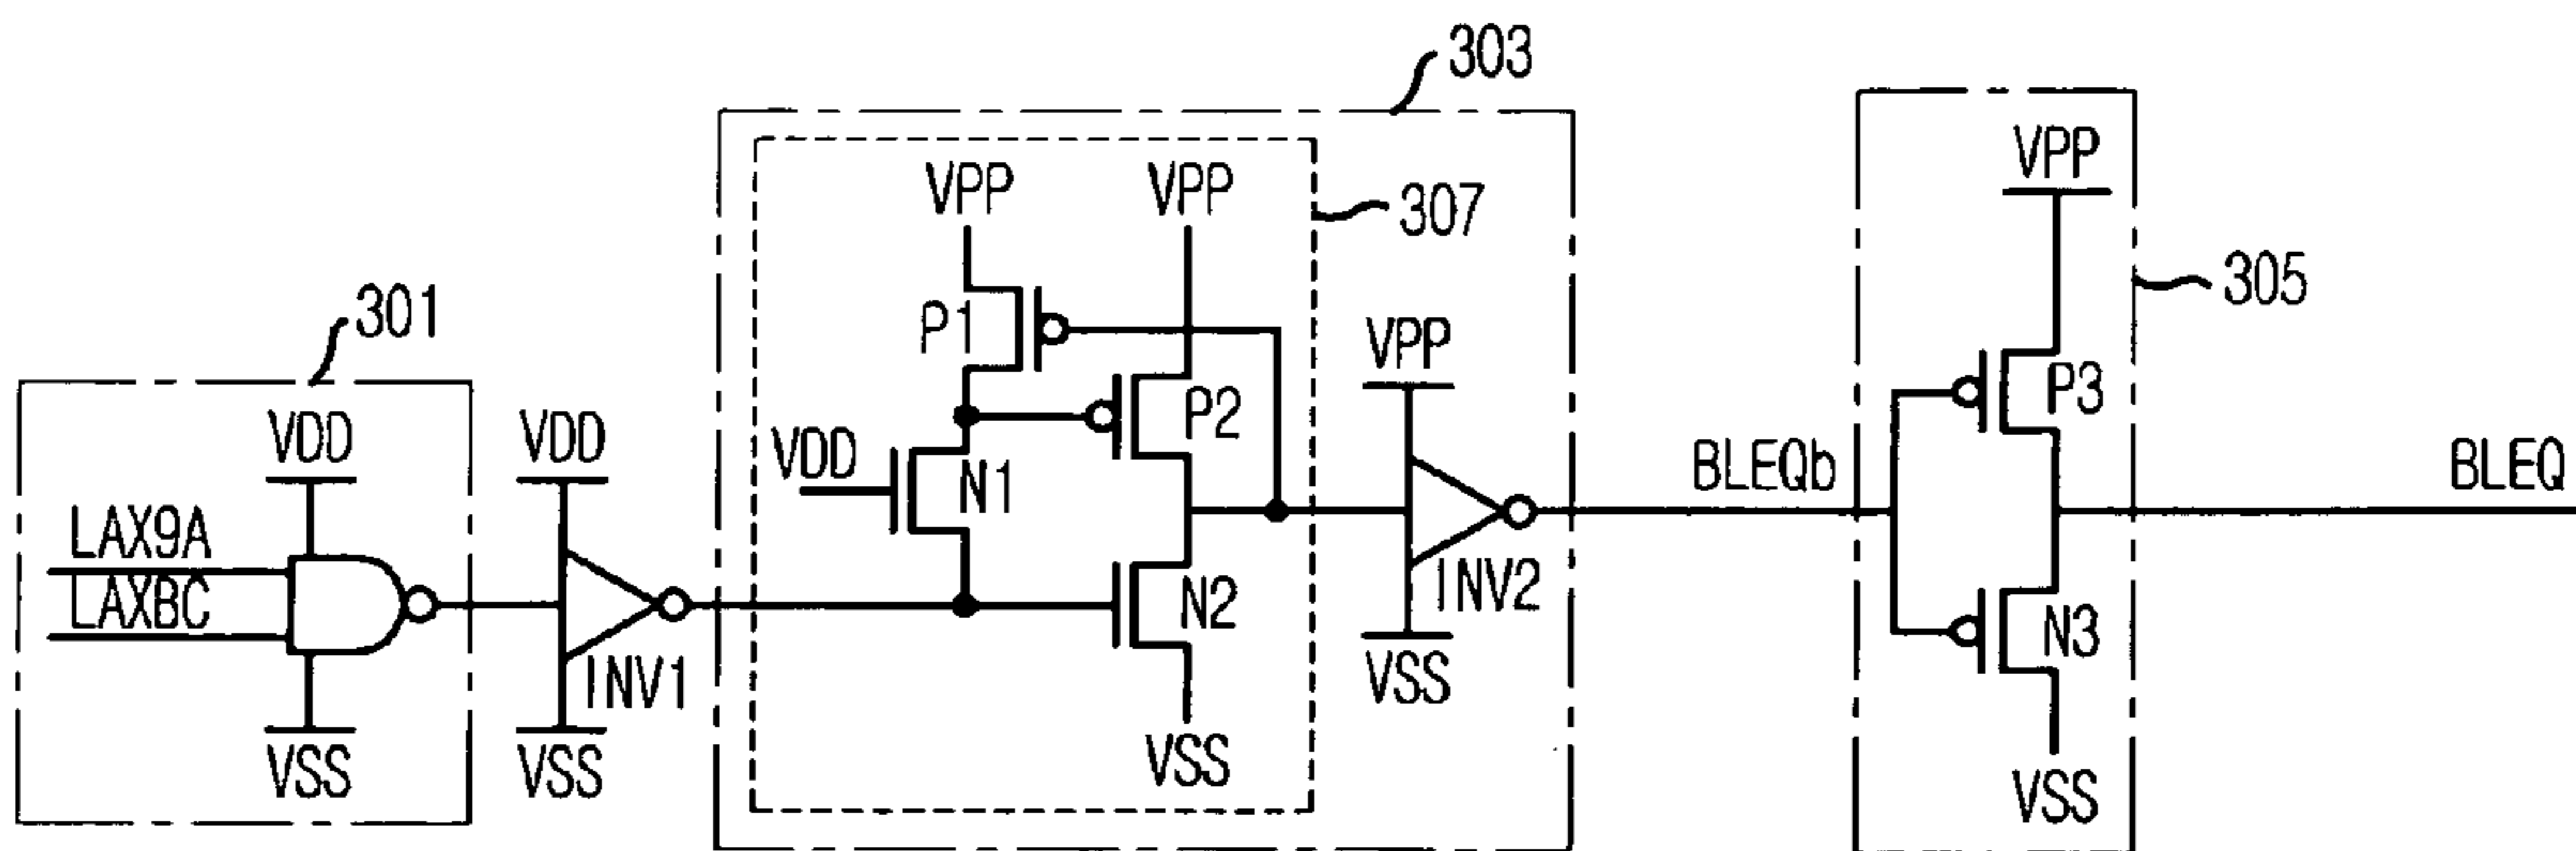 303
VPP
VPP
VPP
307
301
P1
305
VPP
VDD
VDD
VDD
P2
P3
N1
BLEQb
BLEQ
LAX9A
LAXBC
N2
INV2
N3
INV1
VSS
VSS
VSS
VSS
VSS